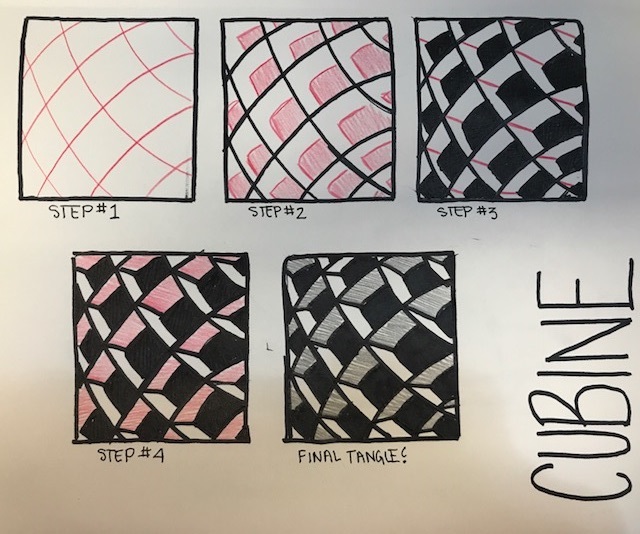 STEP #1
STEP #2
STEP #3
STEP #4
FINAL TANGLE!
CUBINE